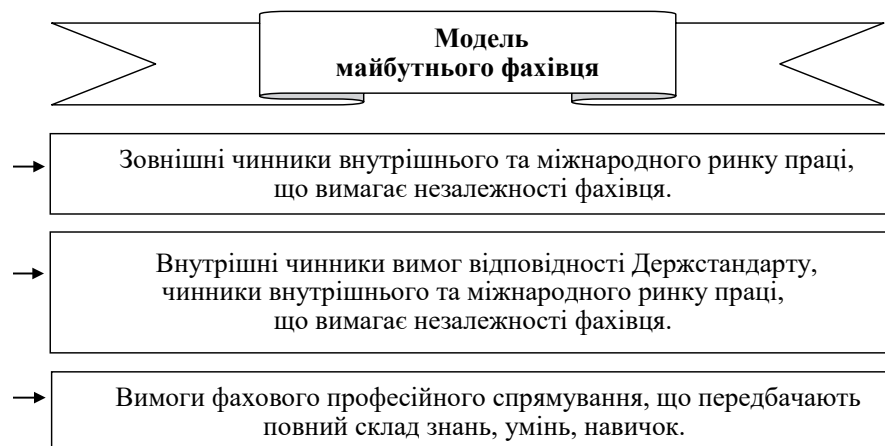 Модель
майбутнього фахівця
Зовнішні чинники внутрішнього та міжнародного ринку праці,
що вимагає незалежності фахівця.
Внутрішні чинники вимог відповідності Держстандарту,
чинники внутрішнього та міжнародного ринку праці,
що вимагає незалежності фахівця.
Вимоги фахового професійного спрямування, що передбачають
повний склад знань, умінь, навичок.